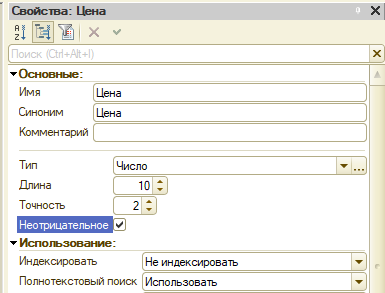 Свойства: Цена
Поиск (Ctrl+Alt+I)
Основные:
Имя Цена
Синоним Цена
Комментарий
Тип Число ...
Длина 10
Точность 2
Неотрицательное
Использование:
Индексировать Не индексировать
Полнотекстовый поиск Использовать